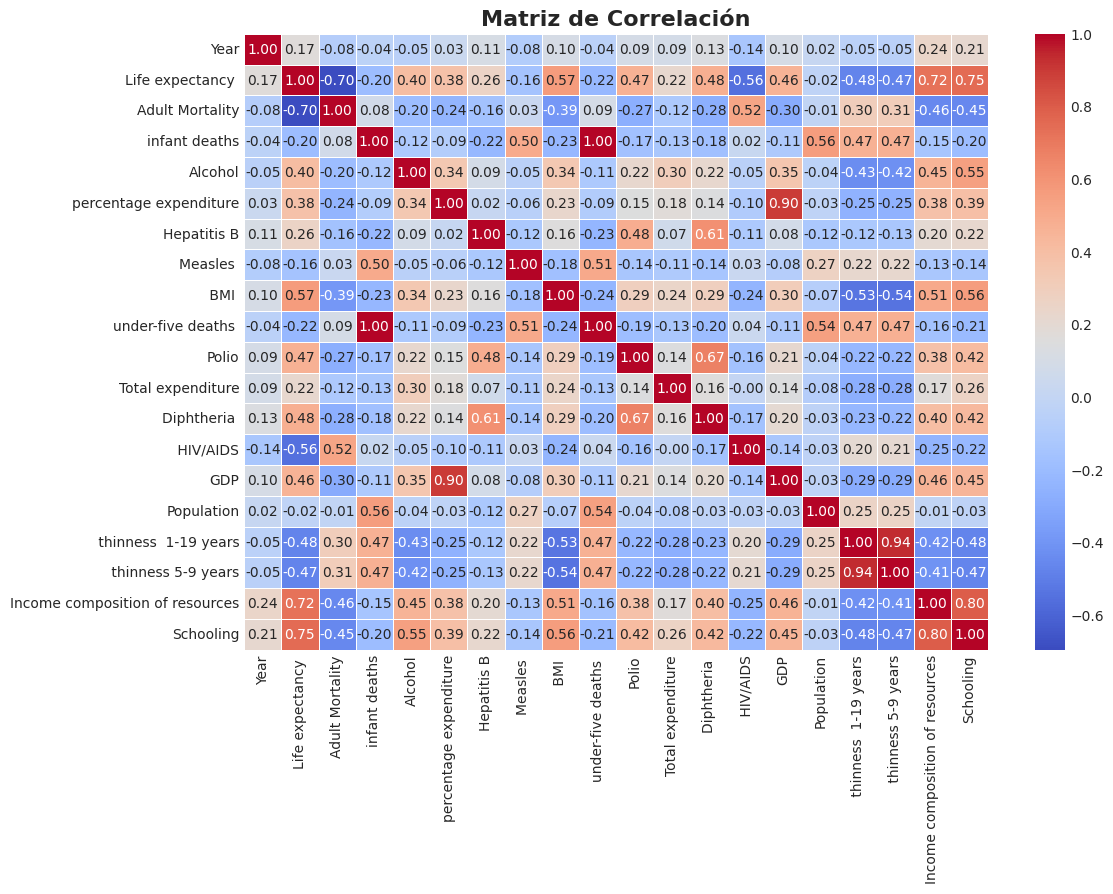 Matriz de Correlación
Year 1.00 0.17 -0.08 -0.04 -0.05 0.03 0.11 -0.08 0.10 -0.04 0.09 0.09 0.13 -0.14 0.10 0.02 -0.05 -0.05 0.24 0.21
Life expectancy 0.17 1.00 -0.70 -0.20 0.40 0.38 0.26 -0.16 0.57 -0.22 0.47 0.22 0.48 -0.56 0.46 -0.02 -0.48 -0.47 0.72 0.75
Adult Mortality -0.08 -0.70 1.00 0.08 -0.20 -0.24 -0.16 0.03 -0.39 0.09 -0.27 -0.12 -0.28 0.52 -0.30 -0.01 0.30 0.31 -0.46 -0.45
infant deaths -0.04 -0.20 0.08 1.00 -0.12 -0.09 -0.22 0.50 -0.23 1.00 -0.17 -0.13 -0.18 0.02 -0.11 0.56 0.47 0.47 -0.15 -0.20
Alcohol -0.05 0.40 -0.20 -0.12 1.00 0.34 0.09 -0.05 0.34 -0.11 0.22 0.30 0.22 -0.05 0.35 -0.04 -0.43 -0.42 0.45 0.55
percentage expenditure 0.03 0.38 -0.24 -0.09 0.34 1.00 0.02 -0.06 0.23 -0.09 0.15 0.18 0.14 -0.10 0.90 -0.03 -0.25 -0.25 0.38 0.39
Hepatitis B 0.11 0.26 -0.16 -0.22 0.09 0.02 1.00 -0.12 0.16 -0.23 0.48 0.07 0.61 -0.11 0.08 -0.12 -0.12 -0.13 0.20 0.22
Measles -0.08 -0.16 0.03 0.50 -0.05 -0.06 -0.12 1.00 -0.18 0.51 -0.14 -0.11 -0.14 0.03 -0.08 0.27 0.22 0.22 -0.13 -0.14
BMI 0.10 0.57 -0.39 -0.23 0.34 0.23 0.16 -0.18 1.00 -0.24 0.29 0.24 0.29 -0.24 0.30 -0.07 -0.53 -0.54 0.51 0.56
under-five deaths -0.04 -0.22 0.09 1.00 -0.11 -0.09 -0.23 0.51 -0.24 1.00 -0.19 -0.13 -0.20 0.04 -0.11 0.54 0.47 0.47 -0.16 -0.21
Polio 0.09 0.47 -0.27 -0.17 0.22 0.15 0.48 -0.14 0.29 -0.19 1.00 0.14 0.67 -0.16 0.21 -0.04 -0.22 -0.22 0.38 0.42
Total expenditure 0.09 0.22 -0.12 -0.13 0.30 0.18 0.07 -0.11 0.24 -0.13 0.14 1.00 0.16 -0.00 0.14 -0.08 -0.28 -0.28 0.17 0.26
Diphtheria 0.13 0.48 -0.28 -0.18 0.22 0.14 0.61 -0.14 0.29 -0.20 0.67 0.16 1.00 -0.17 0.20 -0.03 -0.23 -0.22 0.40 0.42
HIV/AIDS -0.14 -0.56 0.52 0.02 -0.05 -0.10 -0.11 0.03 -0.24 0.04 -0.16 -0.00 -0.17 1.00 -0.14 -0.03 0.20 0.21 -0.25 -0.22
GDP 0.10 0.46 -0.30 -0.11 0.35 0.90 0.08 -0.08 0.30 -0.11 0.21 0.14 0.20 -0.14 1.00 -0.03 -0.29 -0.29 0.46 0.45
Population 0.02 -0.02 -0.01 0.56 -0.04 -0.03 -0.12 0.27 -0.07 0.54 -0.04 -0.08 -0.03 -0.03 -0.03 1.00 0.25 0.25 -0.01 -0.03
thinness  1-19 years -0.05 -0.48 0.30 0.47 -0.43 -0.25 -0.12 0.22 -0.53 0.47 -0.22 -0.28 -0.23 0.20 -0.29 0.25 1.00 0.94 -0.42 -0.48
thinness 5-9 years -0.05 -0.47 0.31 0.47 -0.42 -0.25 -0.13 0.22 -0.54 0.47 -0.22 -0.28 -0.22 0.21 -0.29 0.25 0.94 1.00 -0.41 -0.47
Income composition of resources 0.24 0.72 -0.46 -0.15 0.45 0.38 0.20 -0.13 0.51 -0.16 0.38 0.17 0.40 -0.25 0.46 -0.01 -0.42 -0.41 1.00 0.80
Schooling 0.21 0.75 -0.45 -0.20 0.55 0.39 0.22 -0.14 0.56 -0.21 0.42 0.26 0.42 -0.22 0.45 -0.03 -0.48 -0.47 0.80 1.00
Year
Life expectancy
Adult Mortality
infant deaths
Alcohol
percentage expenditure
Hepatitis B
Measles
BMI
under-five deaths
Polio
Total expenditure
Diphtheria
HIV/AIDS
GDP
Population
thinness  1-19 years
thinness 5-9 years
Income composition of resources
Schooling
1.0
0.8
0.6
0.4
0.2
0.0
−0.2
−0.4
−0.6